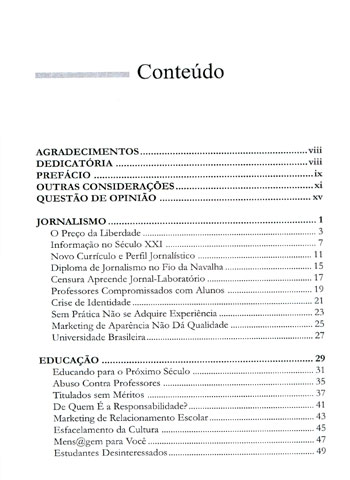 Conteúdo
AGRADECIMENTOS viii
DEDICATÓRIA viii
PREFÁCIO ix
OUTRAS CONSIDERAÇÕES xi
QUESTÃO DE OPINIÃO xv
JORNALISMO 1
O Preço da Liberdade 3
Informação no Século XXI 7
Novo Currículo e Perfil Jornalístico 11
Diploma de Jornalismo no Fio da Navalha 15
Censura Apreende Jornal-Laboratório 17
Professores Compromissados com Alunos 19
Crise de Identidade 21
Sem Prática Não se Adquire Experiência 23
Marketing de Aparência Não Dá Qualidade 25
Universidade Brasileira 27
EDUCAÇÃO 29
Educando para o Próximo Século 31
Abuso Contra Professores 35
Titulados sem Méritos 37
De Quem É a Responsabilidade? 41
Marketing de Relacionamento Escolar 43
Esfacelamento da Cultura 45
Mens@gem para Você 47
Estudantes Desinteressados 49